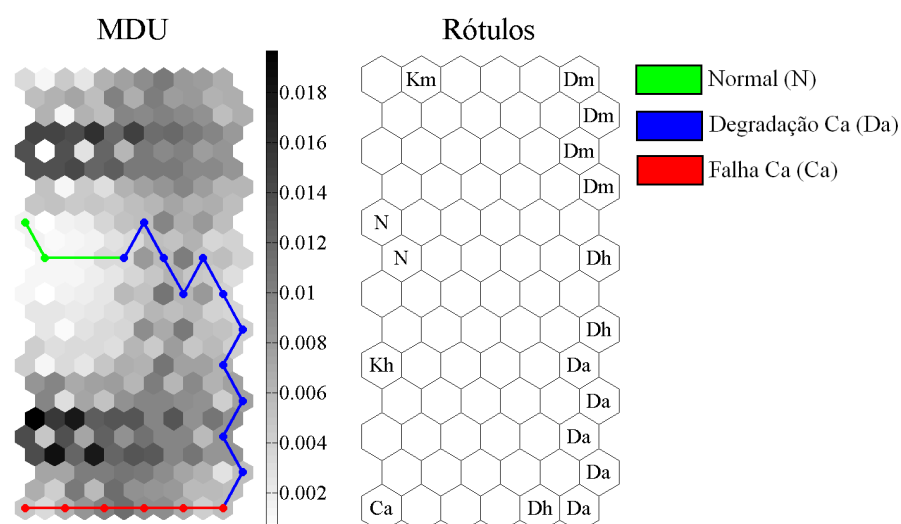 MDU
Rótulos
0.018
0.016
0.014
0.012
0.01
0.008
0.006
0.004
0.002
Km
Dm
Dm
Dm
Dm
N
N
Dh
Dh
Kh
Da
Da
Da
Da
Ca
Dh
Da
Normal (N)
Degradação Ca (Da)
Falha Ca (Ca)